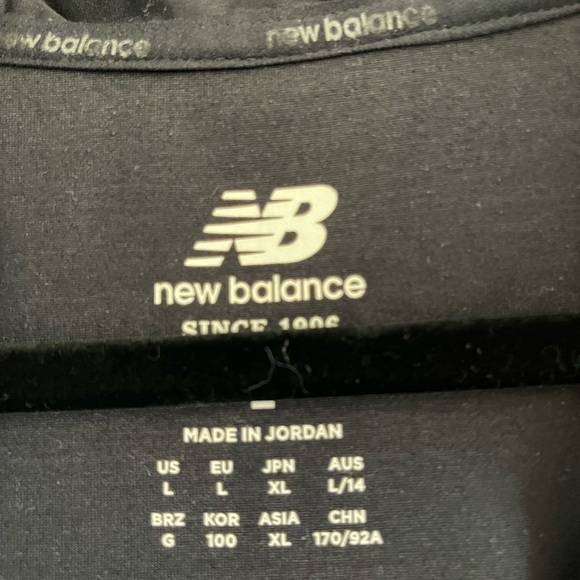 new balance
new balance
NB
new balance
SINCE 1906
MADE IN JORDAN
US EU JPN AUS
L L XL L/14
BRZ KOR ASIA CHN
G 100 XL 170/92A